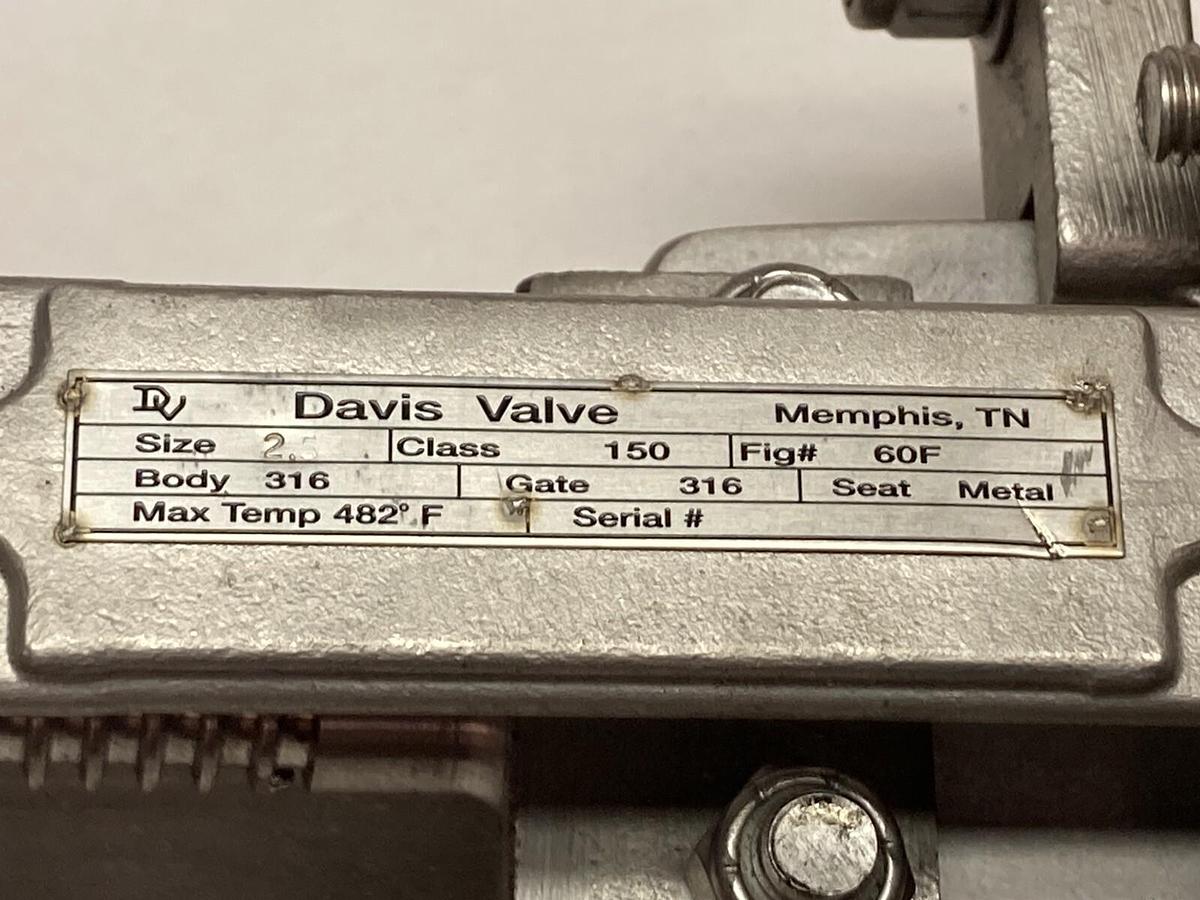 DV Davis Valve Memphis, TN
Size 2.5 Class 150 Fig# 60F
Body 316 Gate 316 Seat Metal
Max Temp 482° F Serial #